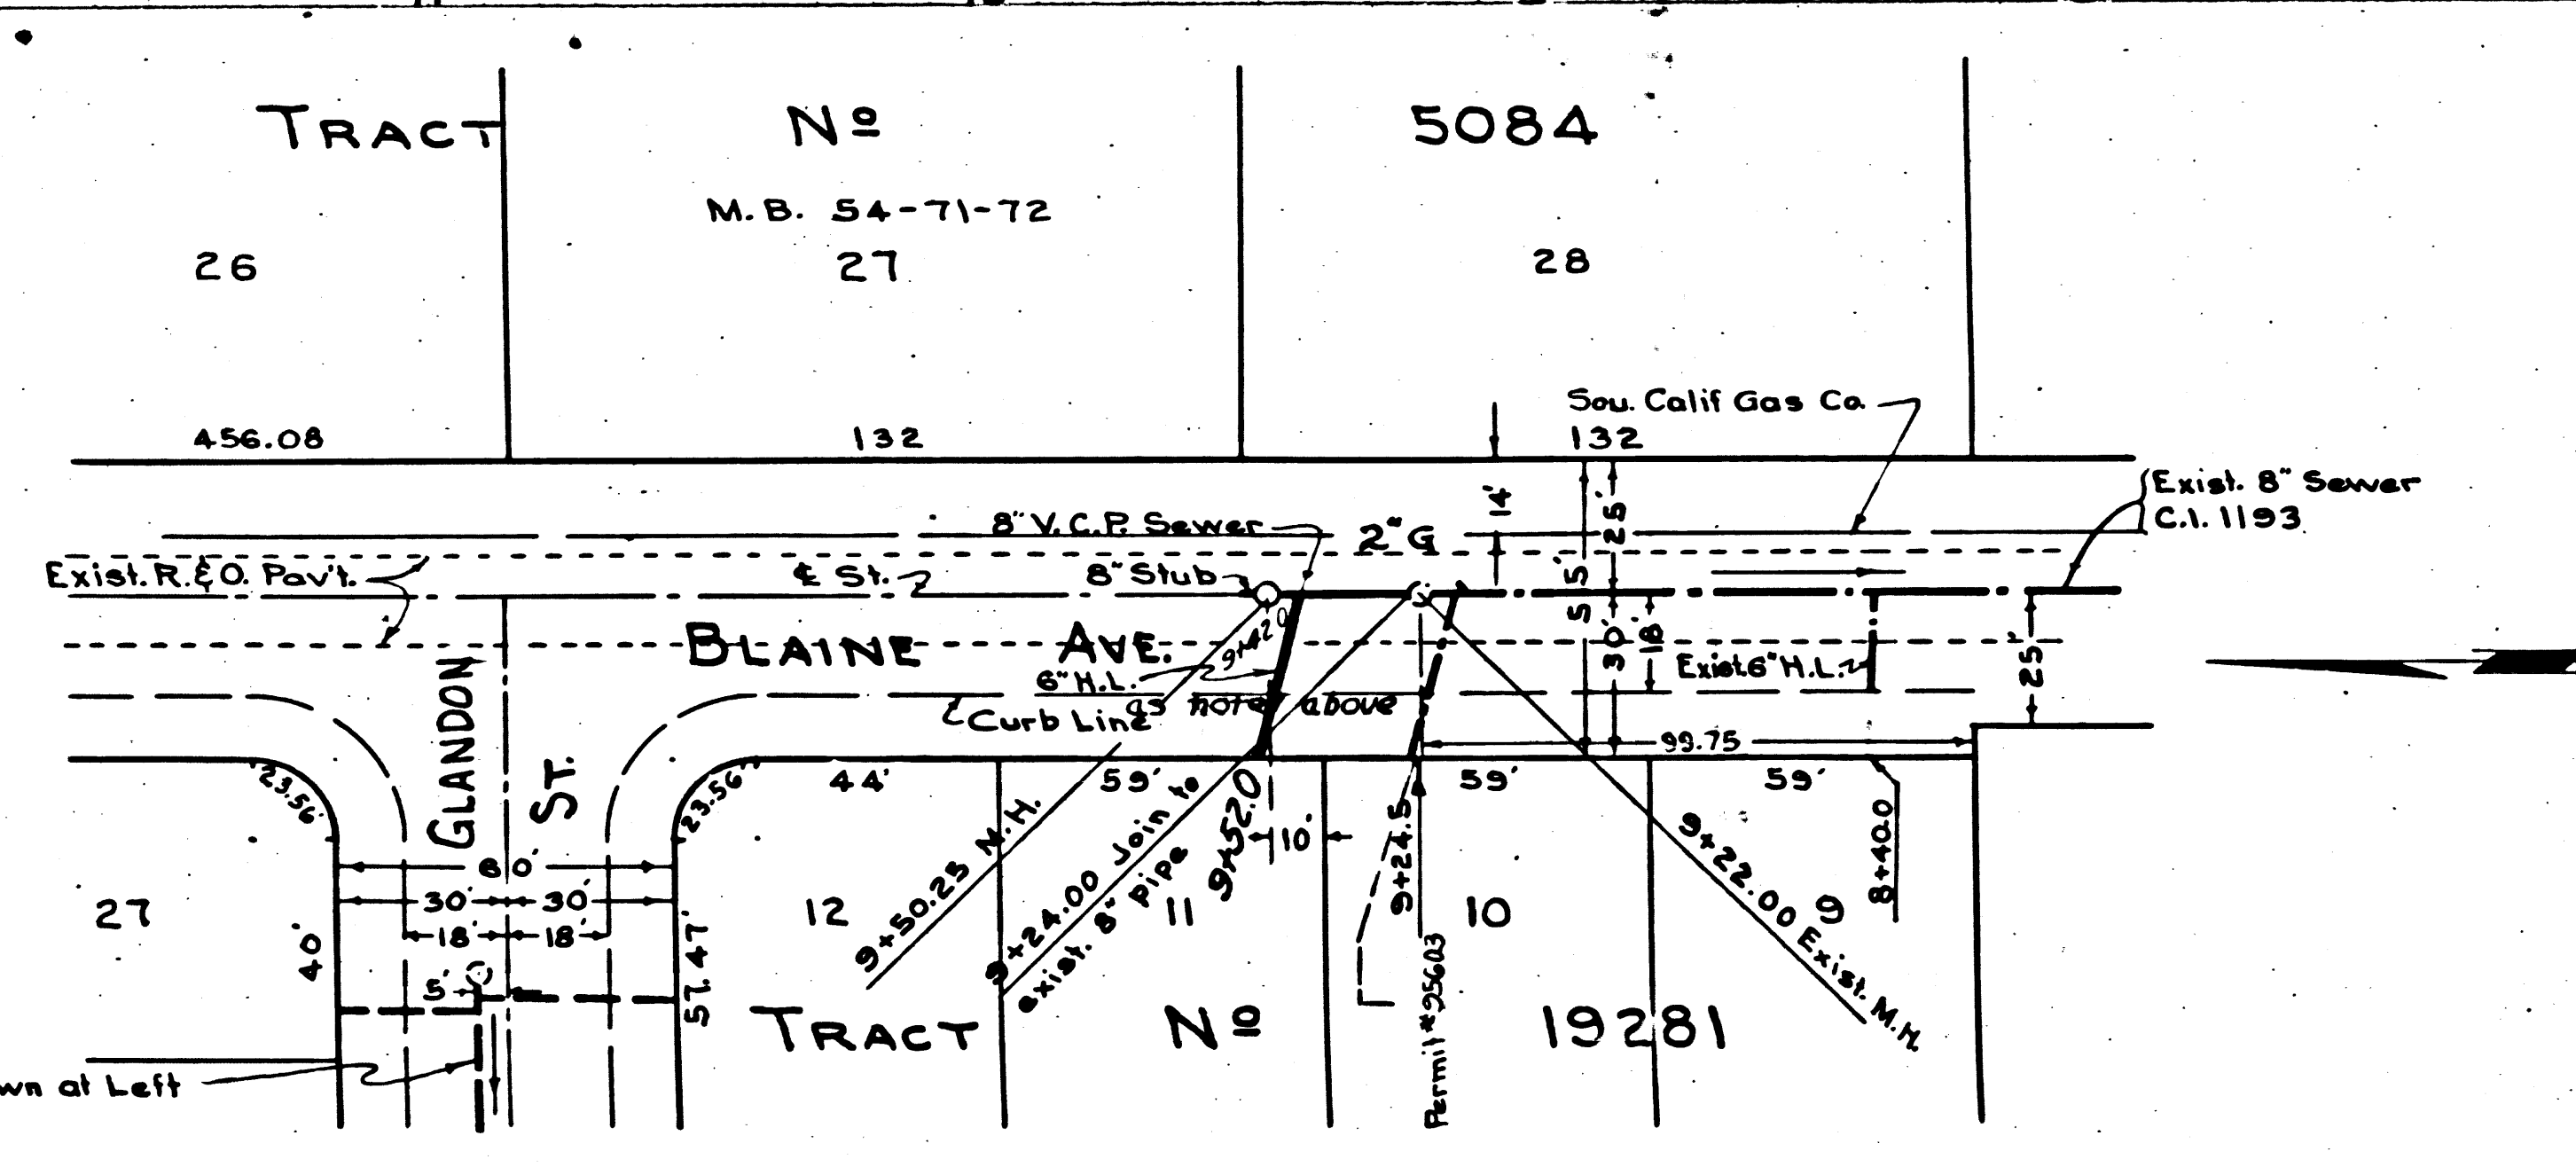 TRACT Nº 5084
M.B. 54-71-72
26
27
28
456.08
132
Sou. Calif Gas Co.
132
Exist. 8" Sewer
C.I. 1193
14'
25'
55'
8" V.C.P. Sewer
2" G
Exist. R.&O. Pav't.
℄ St.
8" Stub
BLAINE AVE.
9+42.0
6" H.L.
as note above
Curb Line
30'
18'
Exist. 6" H.L.
25'
99.75
GLANDON ST.
23.56'
23.56'
44'
59'
59'
59'
60'
30'
30'
18'
18'
5'
40'
57.47'
27
12
11
10
9
9+50.25 M.H.
9+24.00 Join to
exist. 8" pipe
9+52.0
10'
9+24.5
Permit #95603
9+22.00 Exist. M.H.
8+40.0
TRACT Nº 19281
wn at Left